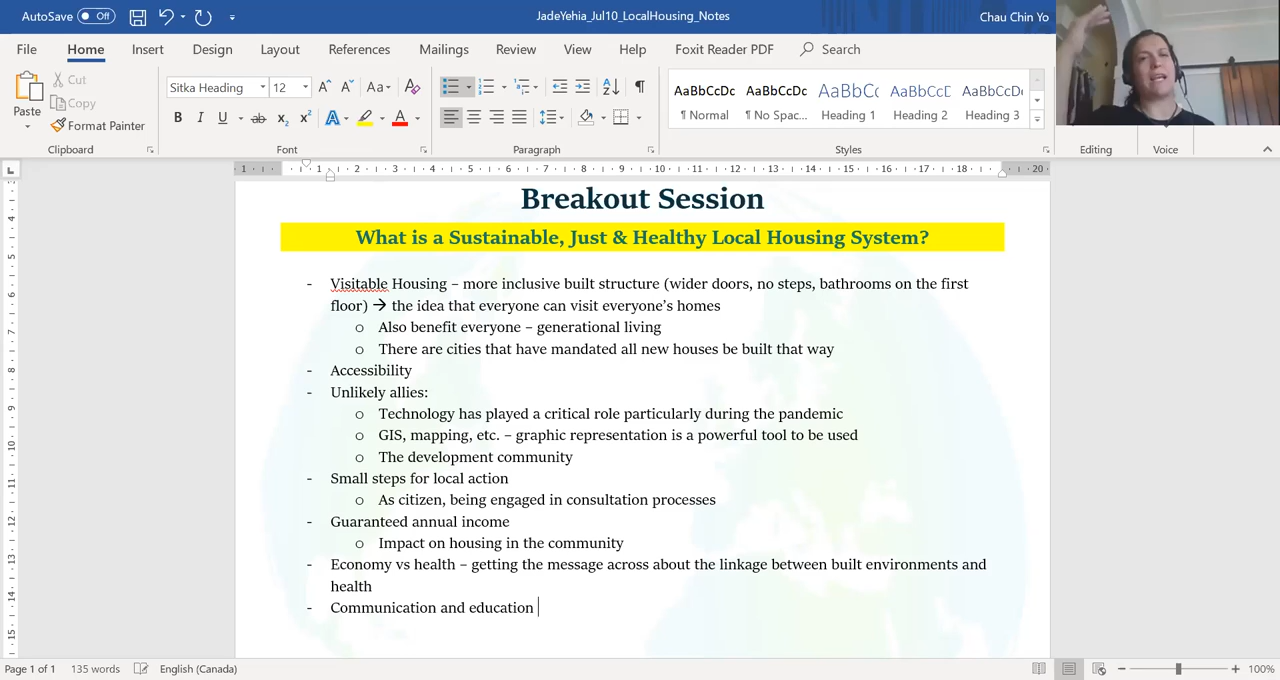 AutoSave Off JadeYehia_Jul10_LocalHousing_Notes Chau Chin Yo
File Home Insert Design Layout References Mailings Review View Help Foxit Reader PDF Search
Paste
Cut
Copy
Format Painter
Clipboard
Sitka Heading 12
Font
Paragraph
AaBbCcDc AaBbCcDc AaBbCc AaBbCcD AaBbCcDc
¶ Normal ¶ No Spac... Heading 1 Heading 2 Heading 3
Styles
Editing
Voice
Breakout Session
What is a Sustainable, Just & Healthy Local Housing System?
- Visitable Housing – more inclusive built structure (wider doors, no steps, bathrooms on the first
floor) → the idea that everyone can visit everyone's homes
o Also benefit everyone – generational living
o There are cities that have mandated all new houses be built that way
- Accessibility
- Unlikely allies:
o Technology has played a critical role particularly during the pandemic
o GIS, mapping, etc. – graphic representation is a powerful tool to be used
o The development community
- Small steps for local action
o As citizen, being engaged in consultation processes
- Guaranteed annual income
o Impact on housing in the community
- Economy vs health – getting the message across about the linkage between built environments and
health
- Communication and education
Page 1 of 1 135 words English (Canada) 100%